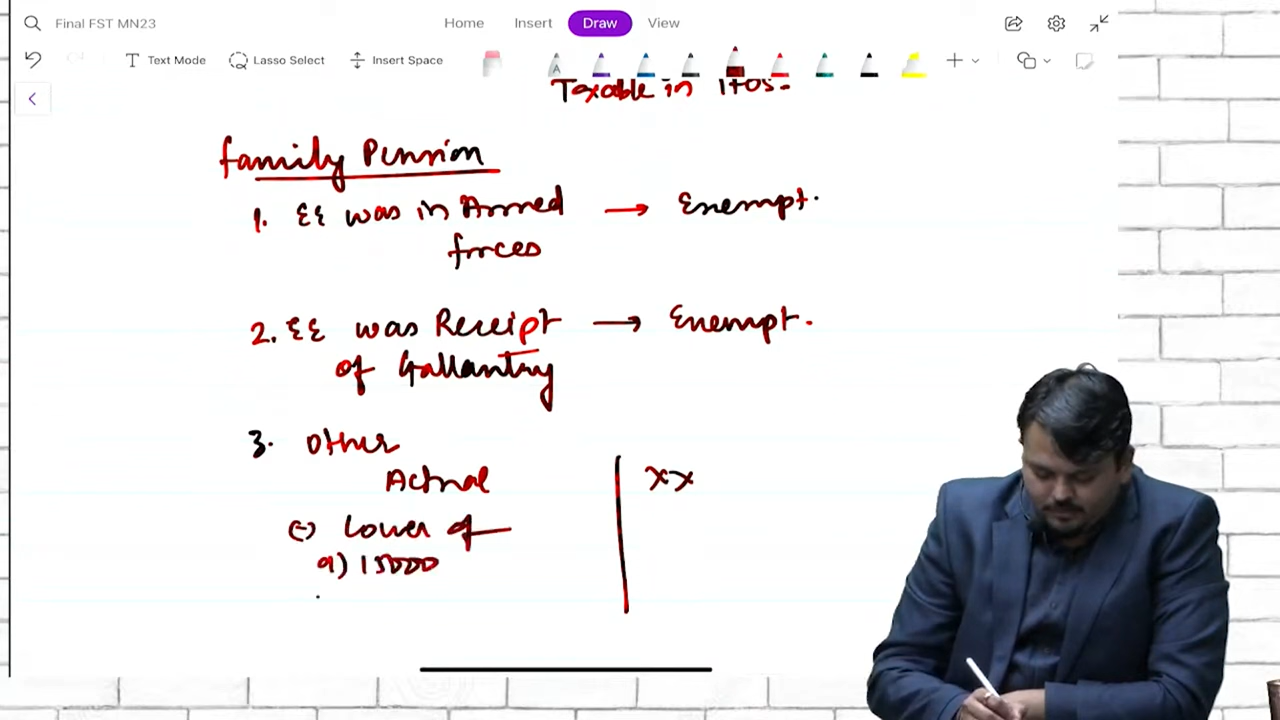 Final FST MN23
Home Insert Draw View
Text Mode Lasso Select Insert Space
Taxable in IFOS.
family Pension
1. EE was in Armed → Exempt.
forces
2. EE was Receipt → Exempt.
of Gallantry
3. Other
Actual xx
(-) Lower of
a) 15000